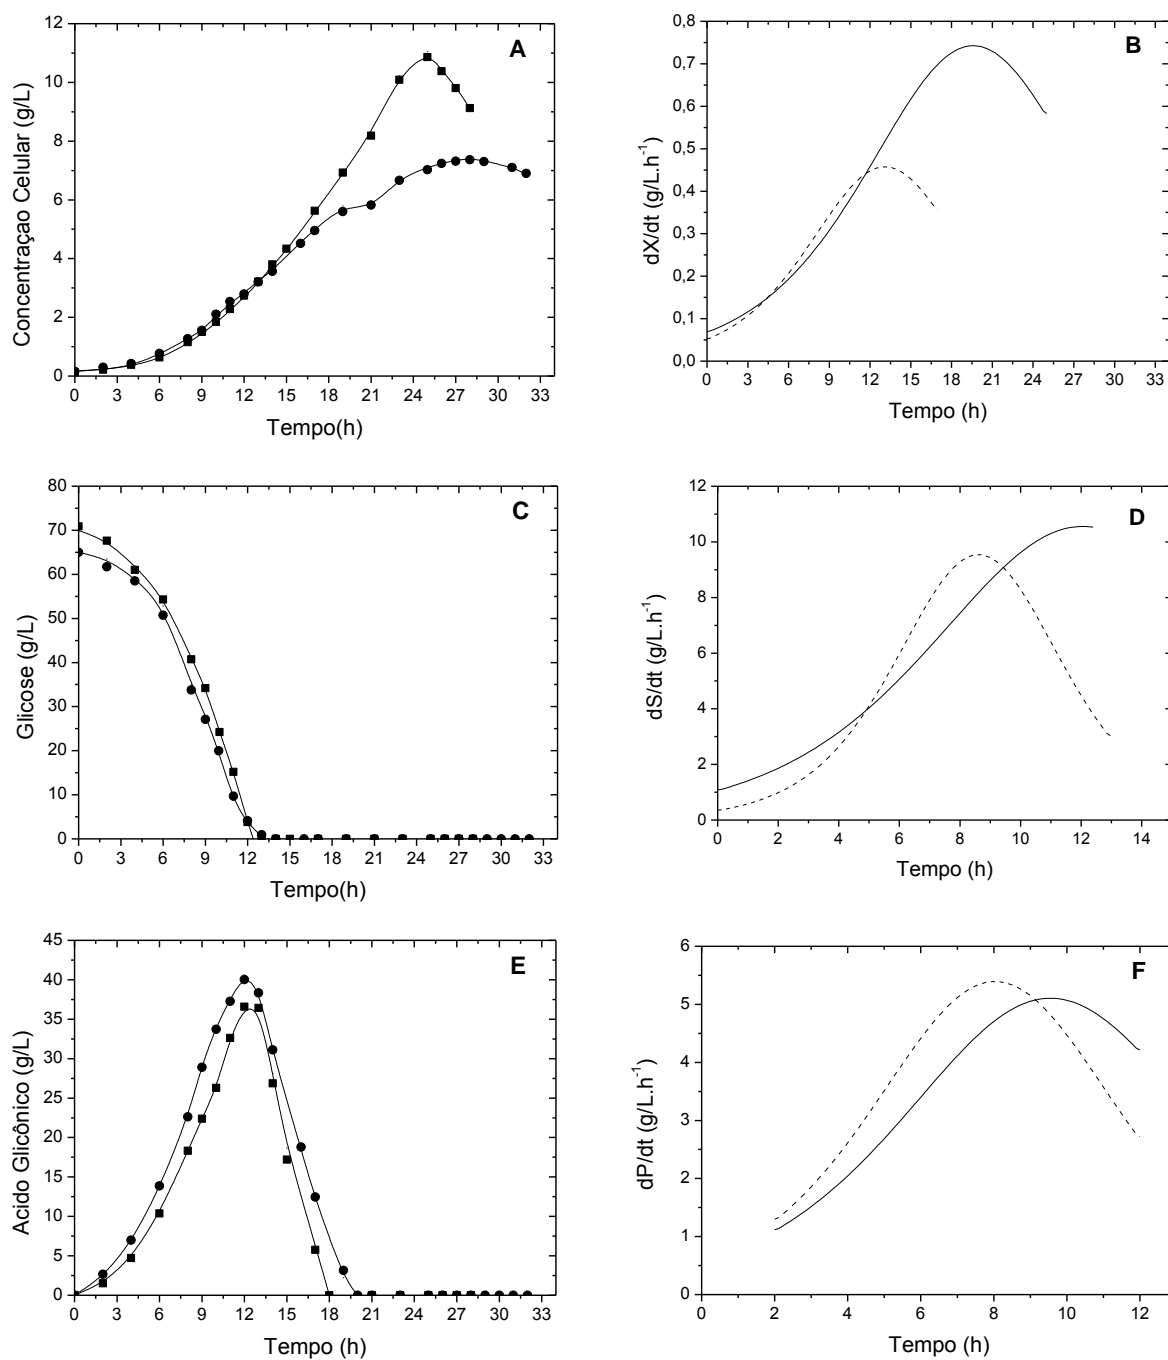 A
Concentraçao Celular (g/L)
12
10
8
6
4
2
0
0 3 6 9 12 15 18 21 24 27 30 33
Tempo(h)
B
dX/dt (g/L.h-1)
0,8
0,7
0,6
0,5
0,4
0,3
0,2
0,1
0,0
0 3 6 9 12 15 18 21 24 27 30 33
Tempo (h)
C
Glicose (g/L)
80
70
60
50
40
30
20
10
0
0 3 6 9 12 15 18 21 24 27 30 33
Tempo(h)
D
dS/dt (g/L.h-1)
12
10
8
6
4
2
0
0 2 4 6 8 10 12 14
Tempo (h)
E
Acido Glicônico (g/L)
45
40
35
30
25
20
15
10
5
0
0 3 6 9 12 15 18 21 24 27 30 33
Tempo (h)
F
dP/dt (g/L.h-1)
6
5
4
3
2
1
0
0 2 4 6 8 10 12
Tempo (h)